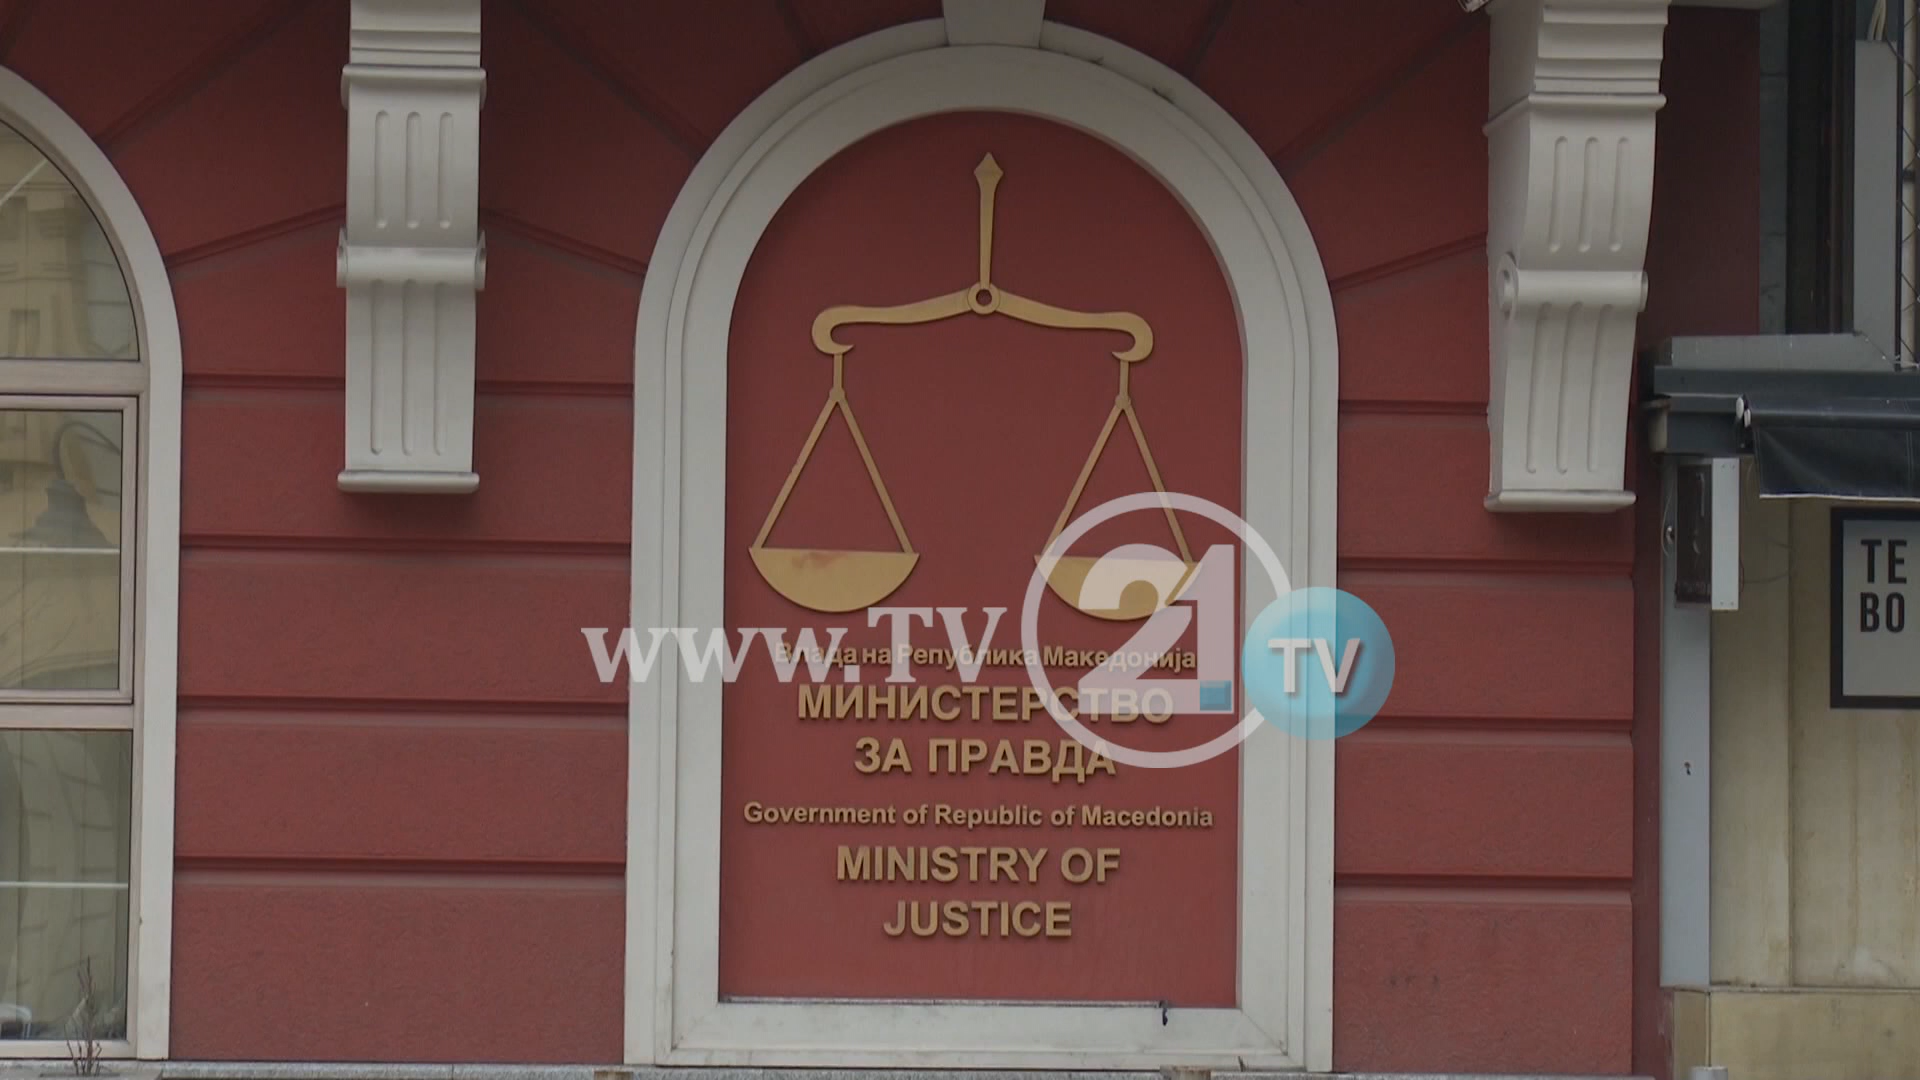 Влада на Република Македонија
МИНИСТЕРСТВО
ЗА ПРАВДА
Government of Republic of Macedonia
MINISTRY OF
JUSTICE
www.TV 21. TV
TE
BO